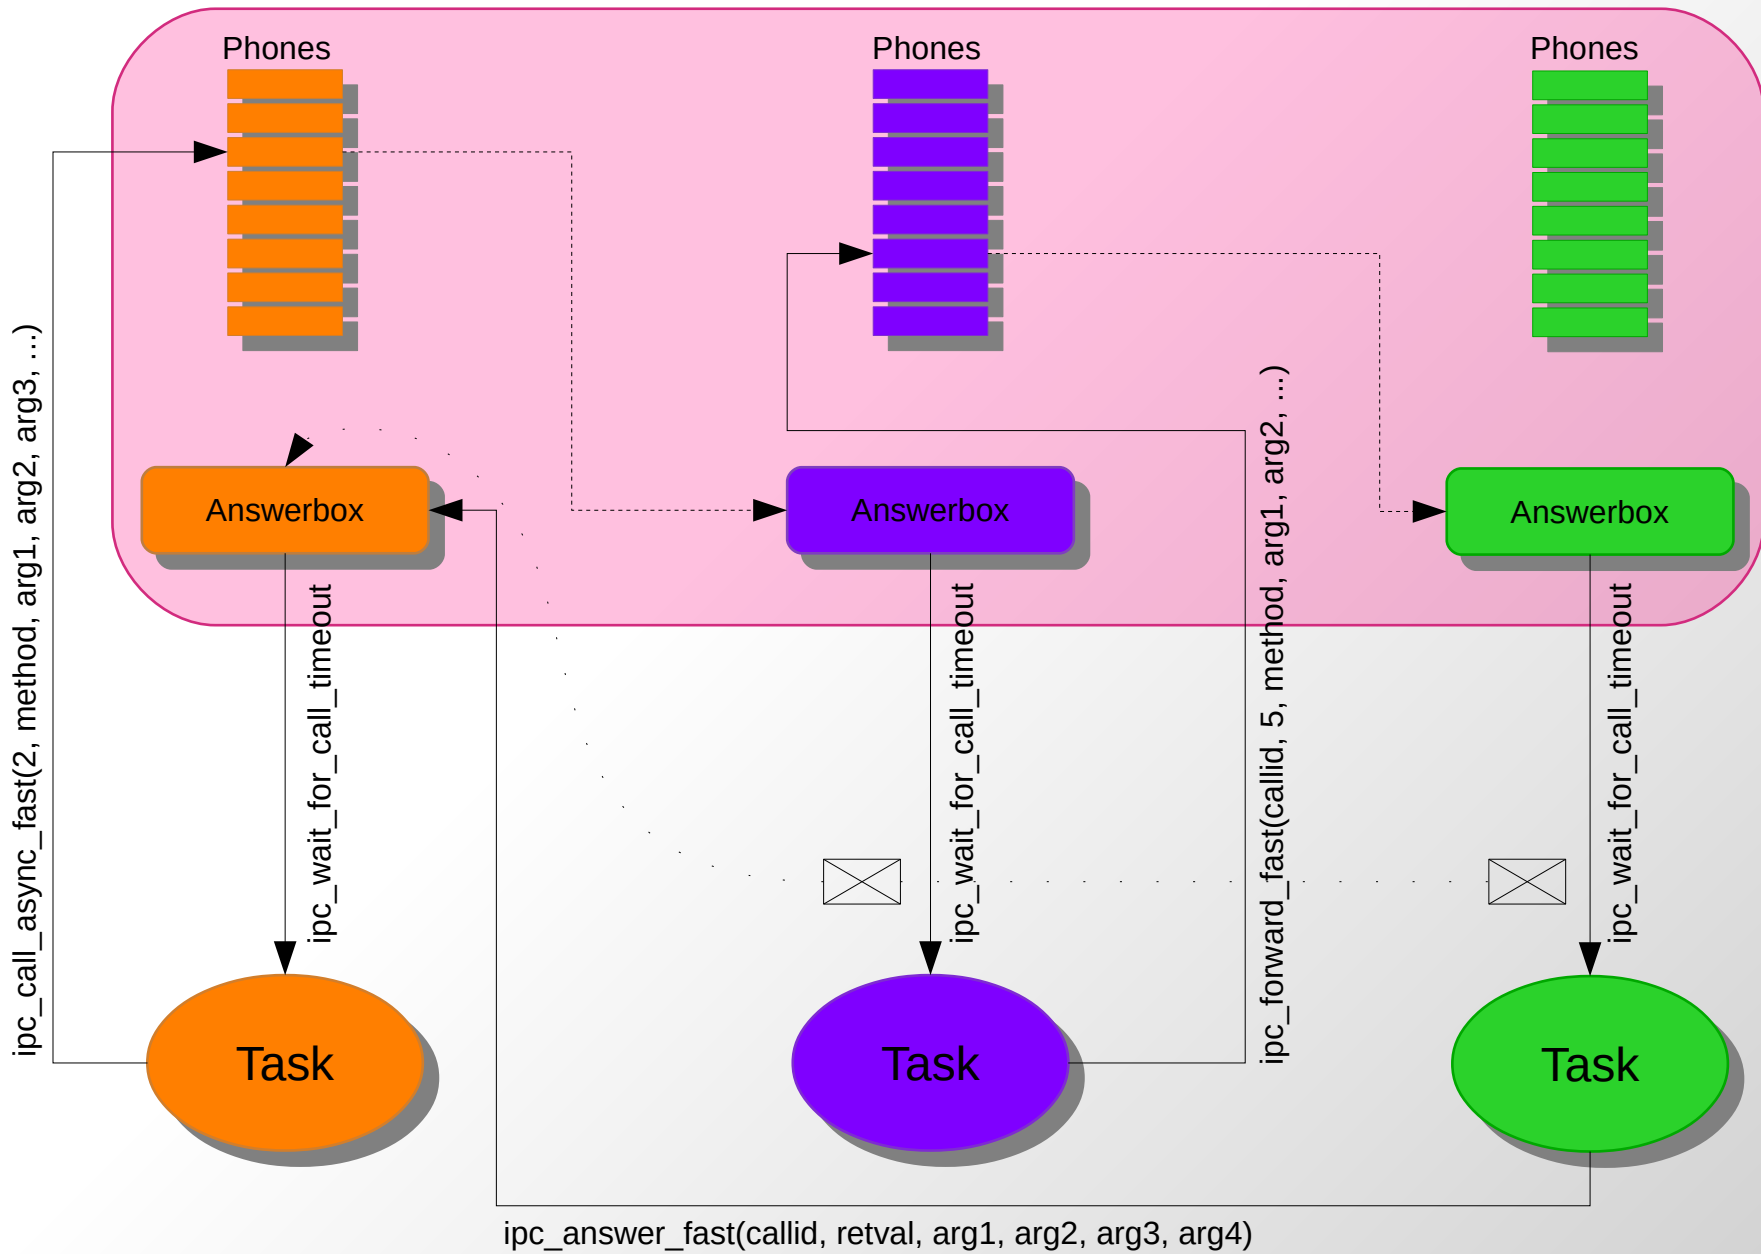 Phones
Phones
Phones
Answerbox
Answerbox
Answerbox
ipc_call_async_fast(2, method, arg1, arg2, arg3, ...)
ipc_wait_for_call_timeout
ipc_wait_for_call_timeout
ipc_forward_fast(callid, 5, method, arg1, arg2, ...)
ipc_wait_for_call_timeout
Task
Task
Task
ipc_answer_fast(callid, retval, arg1, arg2, arg3, arg4)